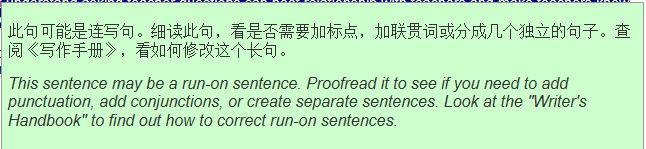 此句可能是连写句。细读此句，看是否需要加标点，加联贯词或分成几个独立的句子。查
阅《写作手册》，看如何修改这个长句。
This sentence may be a run-on sentence. Proofread it to see if you need to add
punctuation, add conjunctions, or create separate sentences. Look at the "Writer's
Handbook" to find out how to correct run-on sentences.